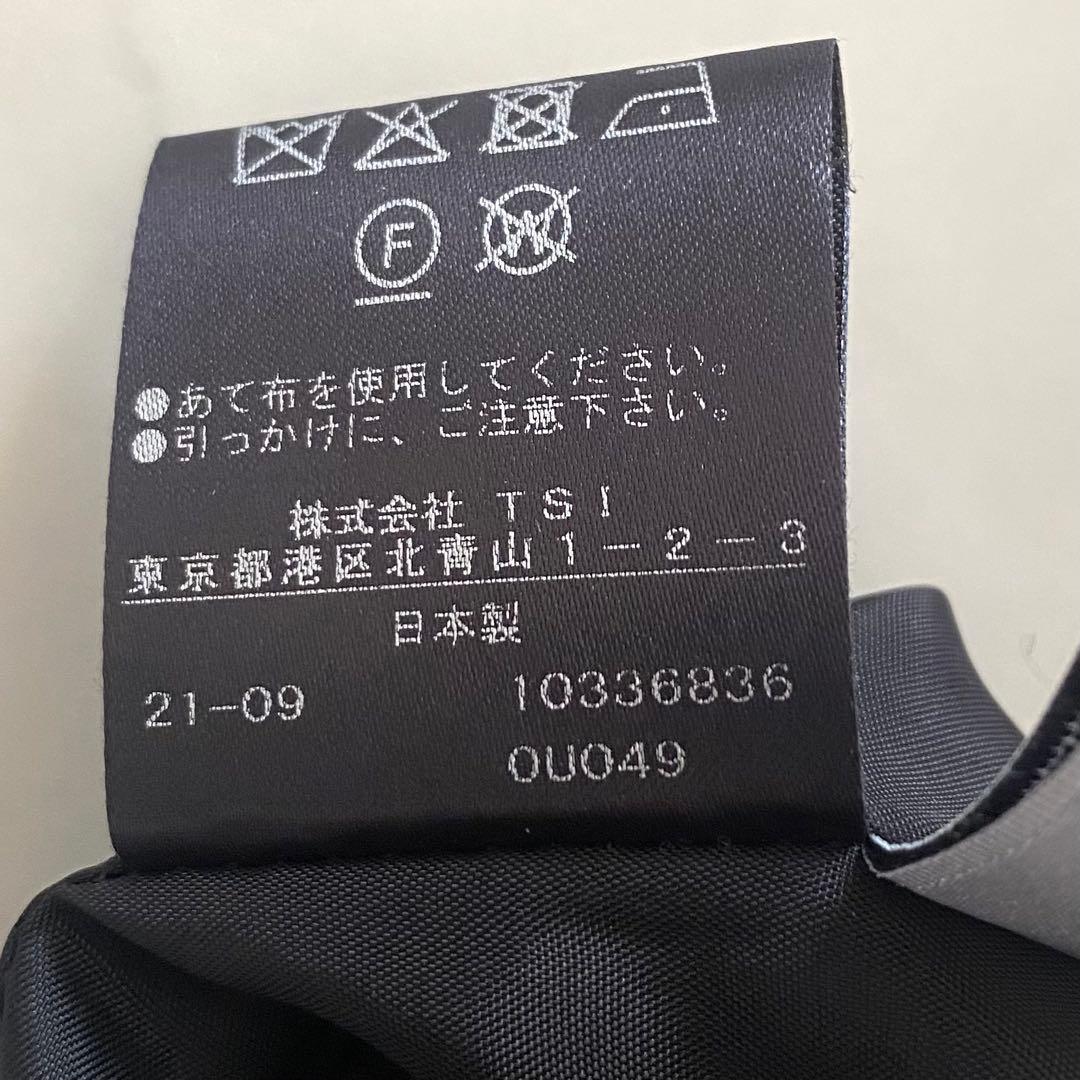 F
W
●あて布を使用してください。
●引っかけに、ご注意下さい。
株式会社 TSI
東京都港区北青山1-2-3
日本製
21-09 10336836
0U049